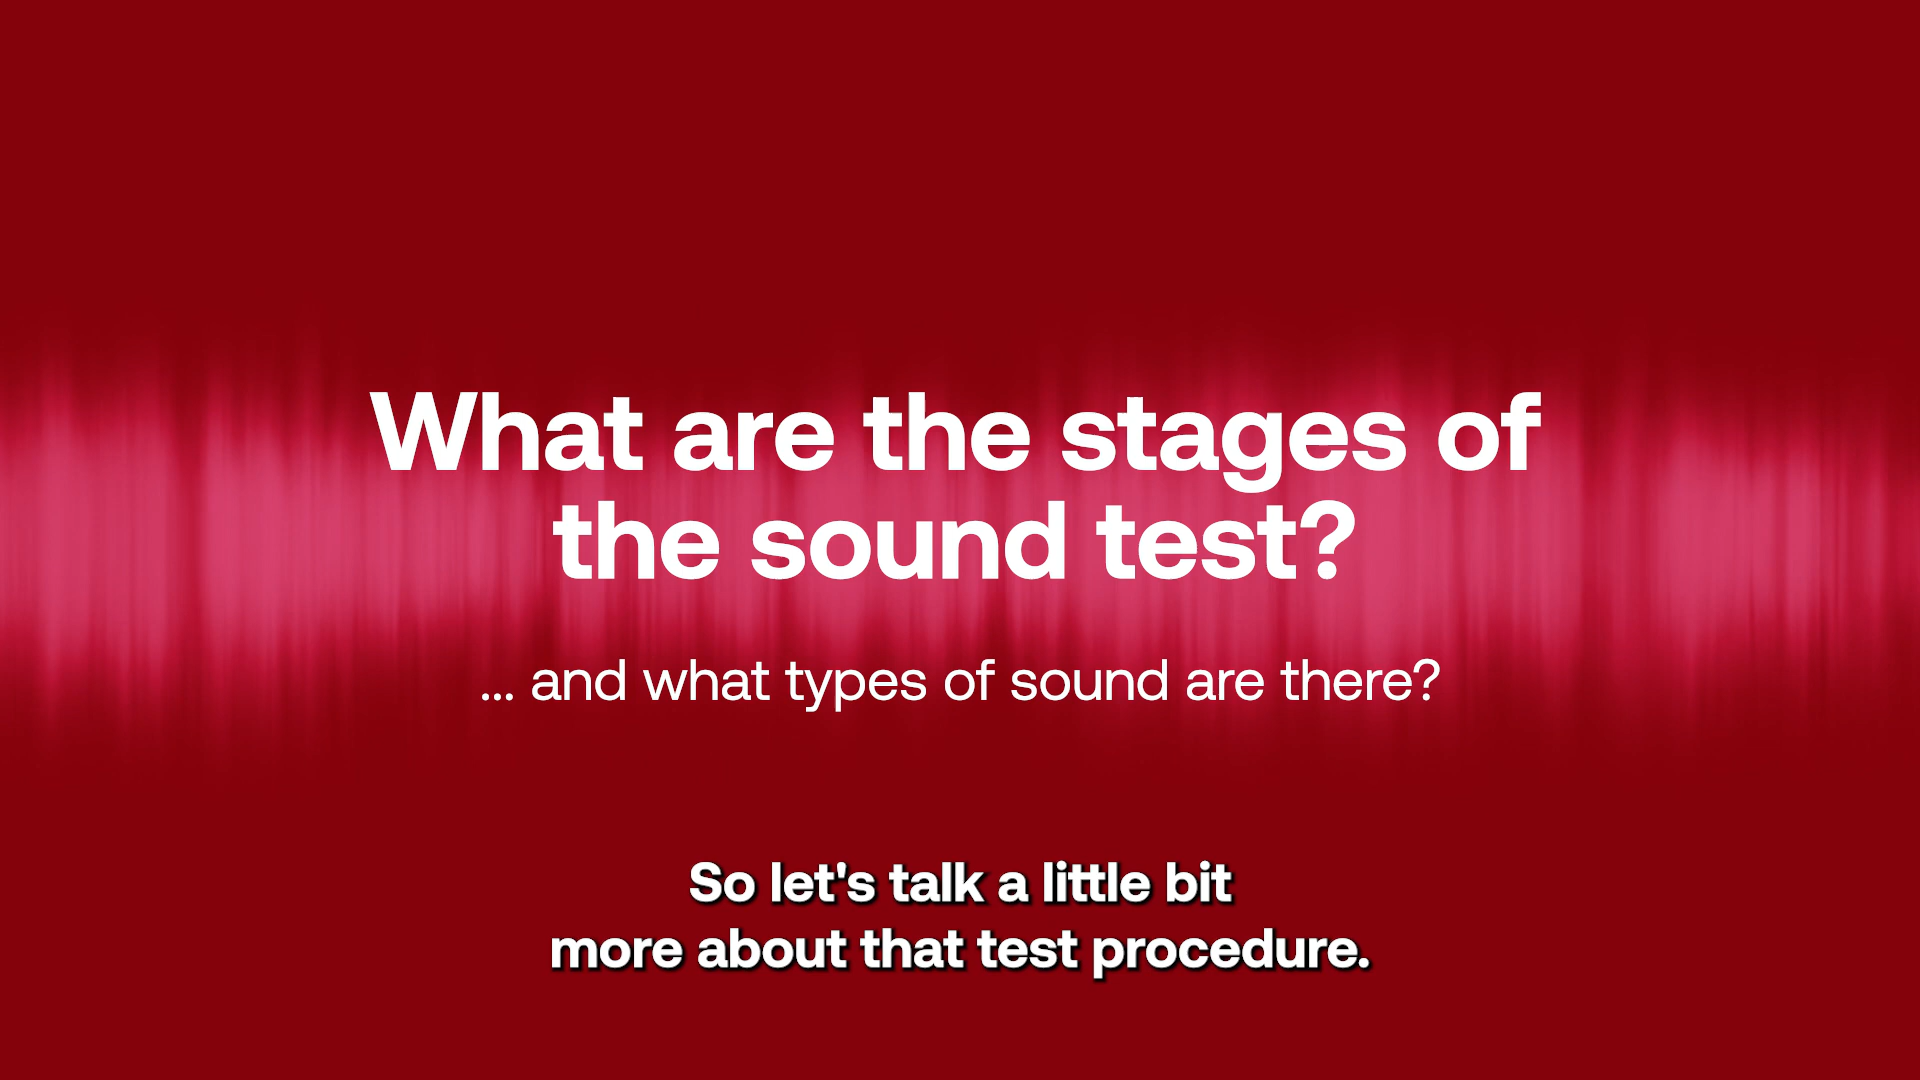 What are the stages of
the sound test?
... and what types of sound are there?
So let's talk a little bit
more about that test procedure.